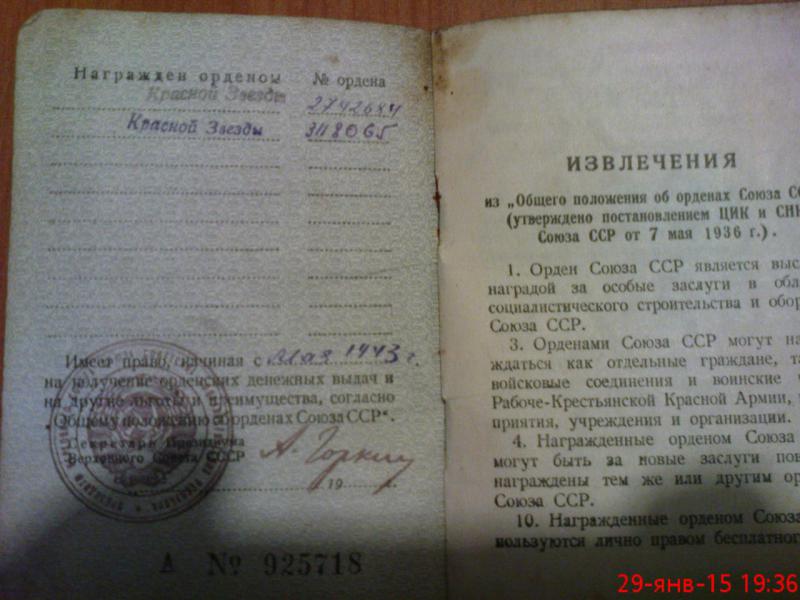 Награжден орденом № ордена
Красной Звезды 2742684
Красной Звезды 3118065
Имеет право, начиная с Мая 1943 г.
на получение орденских денежных выдач и
на другие льготы и преимущества, согласно
„Общему положению об орденах Союза ССР“.
Секретарь Президиума
Верховного Совета СССР А. Горкин
19 г.
А № 925718
ИЗВЛЕЧЕНИЯ
из „Общего положения об орденах Союза СС
(утверждено постановлением ЦИК и СНК
Союза ССР от 7 мая 1936 г.).
1. Орден Союза ССР является выс
наградой за особые заслуги в обл
социалистического строительства и обор
Союза ССР.
3. Орденами Союза ССР могут на
ждаться как отдельные граждане, та
войсковые соединения и воинские
Рабоче-Крестьянской Красной Армии,
приятия, учреждения и организации.
4. Награжденные орденом Союза
могут быть за новые заслуги пов
награждены тем же или другим ор
Союза ССР.
10. Награжденные орденом Союза
пользуются лично правом бесплатног
29-янв-15 19:36